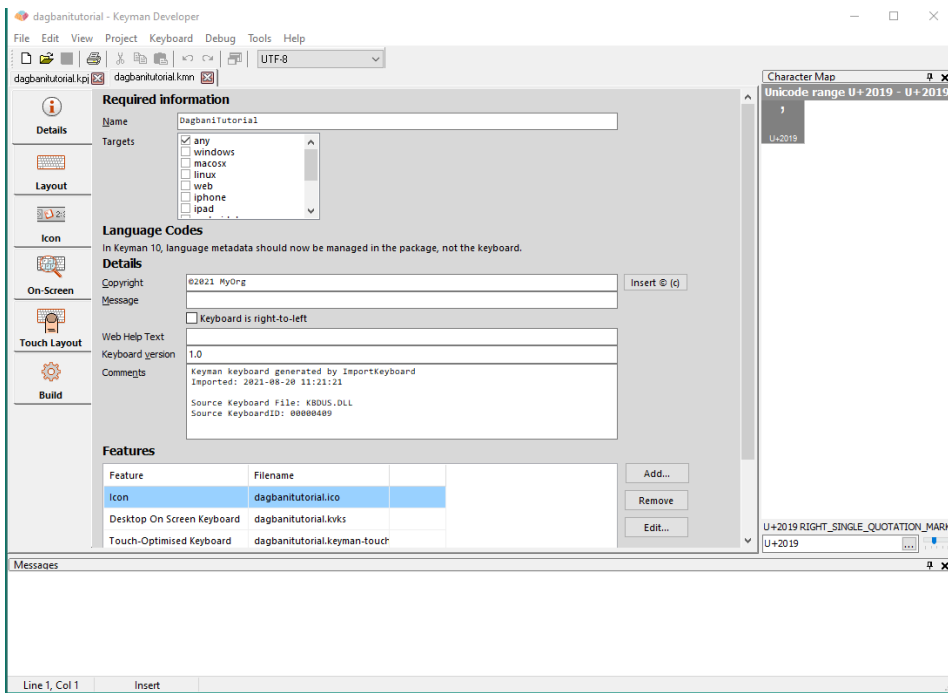 dagbanitutorial - Keyman Developer
File Edit View Project Keyboard Debug Tools Help
UTF-8
dagbanitutorial.kpj dagbanitutorial.kmn
Details
Layout
Icon
On-Screen
Touch Layout
Build
Required information
Name DagbaniTutorial
Targets any
windows
macosx
linux
web
iphone
ipad
Language Codes
In Keyman 10, language metadata should now be managed in the package, not the keyboard.
Details
Copyright ©2021 MyOrg Insert © (c)
Message
Keyboard is right-to-left
Web Help Text
Keyboard version 1.0
Comments Keyman keyboard generated by ImportKeyboard
Imported: 2021-08-20 11:21:21
Source Keyboard File: KBDUS.DLL
Source KeyboardID: 00000409
Features
Feature Filename
Icon dagbanitutorial.ico
Desktop On Screen Keyboard dagbanitutorial.kvks
Touch-Optimised Keyboard dagbanitutorial.keyman-touch
Add...
Remove
Edit...
Character Map
Unicode range U+2019 - U+2019
’
U+2019
U+2019 RIGHT_SINGLE_QUOTATION_MARK
U+2019 ...
Messages
Line 1, Col 1 Insert